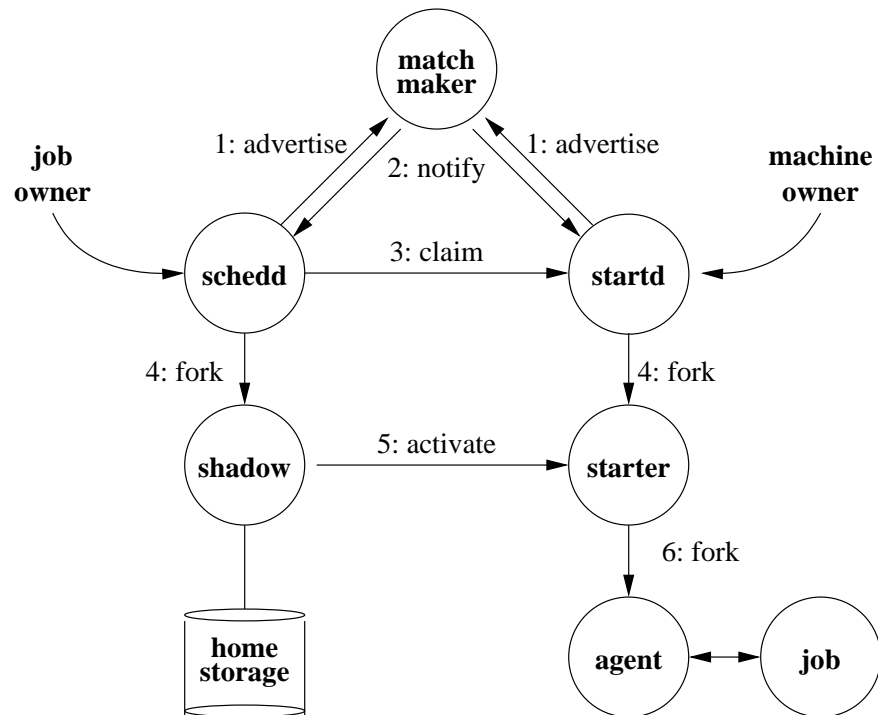 match
maker
1: advertise
1: advertise
2: notify
job
owner
machine
owner
schedd
3: claim
startd
4: fork
4: fork
shadow
5: activate
starter
6: fork
home
storage
agent
job